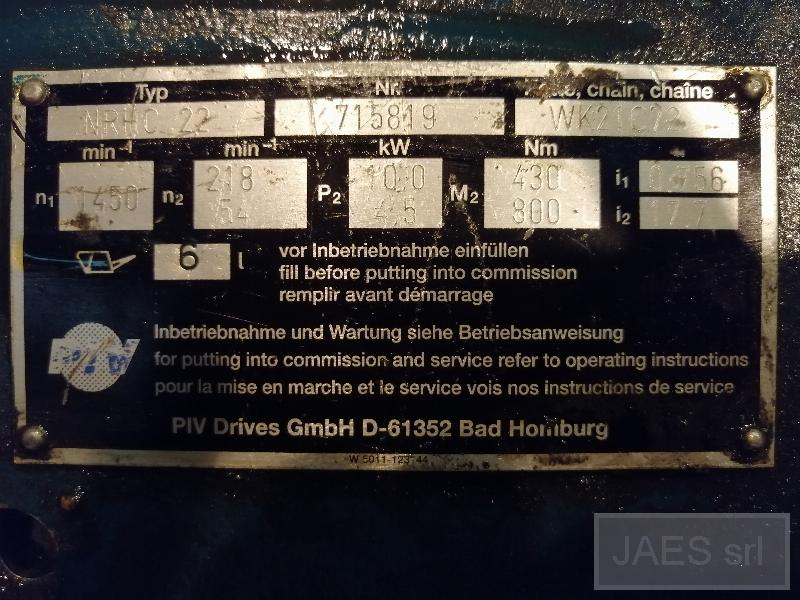 Typ Nr. chain, chaîne
NRHC 22 715819
min⁻¹ min⁻¹ kW Nm
n₁ 1450 n₂ 218 P₂ 10,0 M₂ 430 i₁
54 4,5 800 i₂
6 l vor Inbetriebnahme einfüllen
fill before putting into commission
remplir avant démarrage
Inbetriebnahme und Wartung siehe Betriebsanweisung
for putting into commission and service refer to operating instructions
pour la mise en marche et le service vois nos instructions de service
PIV Drives GmbH D-61352 Bad Homburg
JAES srl